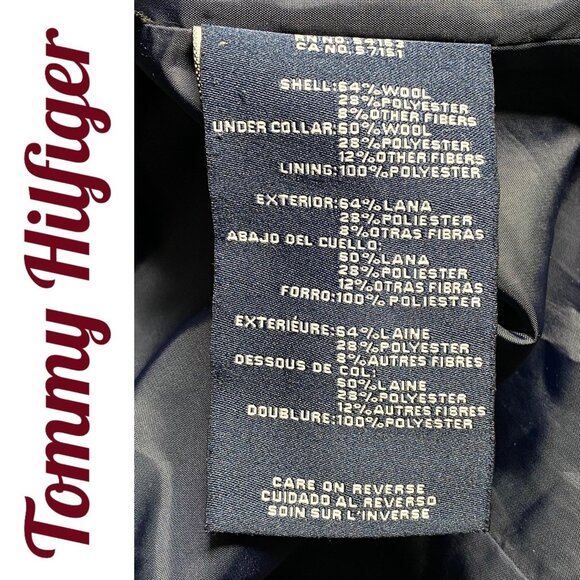 Tommy Hilfiger
CA NO. 57151
SHELL:64%WOOL
28%POLYESTER
8%OTHER FIBERS
UNDER COLLAR:60%WOOL
28%POLYESTER
12%OTHER FIBERS
LINING:100%POLYESTER
EXTERIOR:64%LANA
28%POLIESTER
8%OTRAS FIBRAS
ABAJO DEL CUELLO:
60%LANA
28%POLIESTER
12%OTRAS FIBRAS
FORRO:100%POLIESTER
EXTERIÉURE:64%LAINE
28%POLYESTER
8%AUTRES FIBRES
DESSOUS DE COL:
60%LAINE
28%POLYESTER
12%AUTRES FIBRES
DOUBLURE:100%POLYESTER
CARE ON REVERSE
CUIDADO AL REVERSO
SOIN SUR L'INVERSE